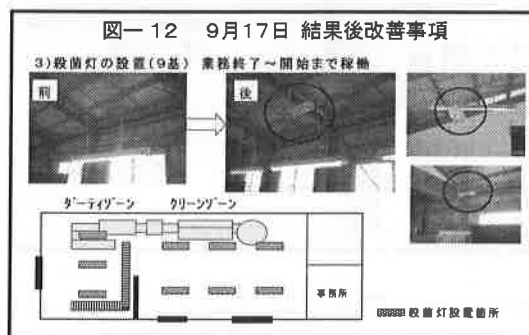 図一12 9月17日 結果後改善事項
3)殺菌灯の設置(9基) 業務終了～開始まで稼働
前
後
ダーティゾーン クリーンゾーン
事務所
殺菌灯設置箇所